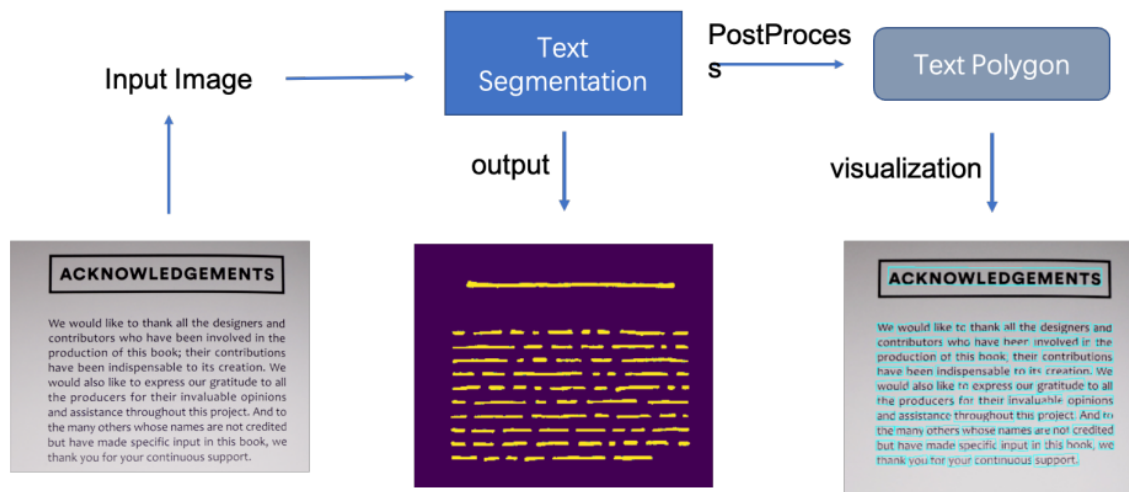 Input Image
Text
Segmentation
PostProces
s
Text Polygon
output
visualization
ACKNOWLEDGEMENTS
We would like to thank all the designers and
contributors who have been involved in the
production of this book; their contributions
have been indispensable to its creation. We
would also like to express our gratitude to all
the producers for their invaluable opinions
and assistance throughout this project. And to
the many others whose names are not credited
but have made specific input in this book, we
thank you for your continuous support.
ACKNOWLEDGEMENTS
We would like to thank all the designers and
contributors who have been involved in the
production of this book; their contributions
have been indispensable to its creation. We
would also like to express our gratitude to all
the producers for their invaluable opinions
and assistance throughout this project. And to
the many others whose names are not credited
but have made specific input in this book, we
thank you for your continuous support.